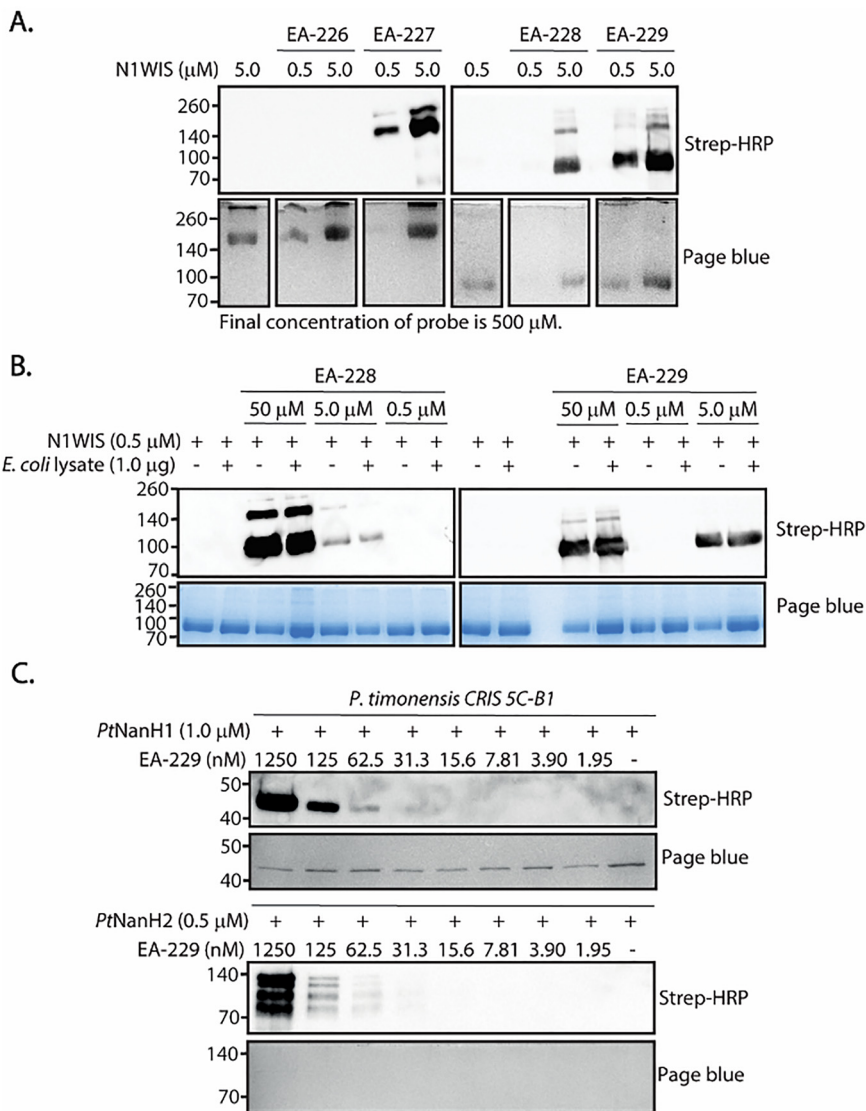 A.
EA-226 EA-227 EA-228 EA-229
N1WIS (µM) 5.0 0.5 5.0 0.5 5.0 0.5 0.5 5.0 0.5 5.0
260
140
100
70
Strep-HRP
260
140
100
70
Page blue
Final concentration of probe is 500 µM.
B.
EA-228 EA-229
50 µM 5.0 µM 0.5 µM 50 µM 0.5 µM 5.0 µM
N1WIS (0.5 µM) + + + + + + + + + + + + + + + +
E. coli lysate (1.0 µg) - + - + - + - + - + - + - + - +
260
140
100
70
Strep-HRP
260
140
100
70
Page blue
C.
P. timonensis CRIS 5C-B1
PtNanH1 (1.0 µM) + + + + + + + + +
EA-229 (nM) 1250 125 62.5 31.3 15.6 7.81 3.90 1.95 -
50
40
Strep-HRP
50
40
Page blue
PtNanH2 (0.5 µM) + + + + + + + + +
EA-229 (nM) 1250 125 62.5 31.3 15.6 7.81 3.90 1.95 -
140
70
Strep-HRP
140
70
Page blue